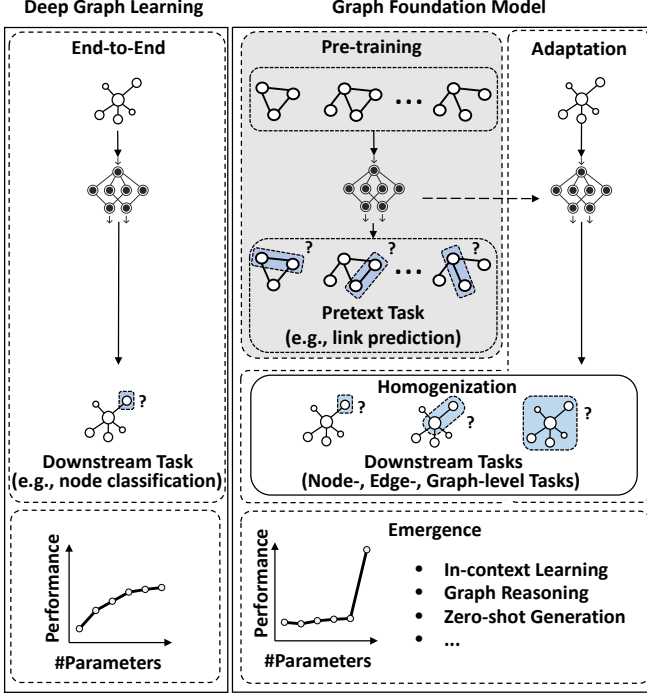 Deep Graph Learning
Graph Foundation Model
End-to-End
Pre-training
Adaptation
...
?
?
?
...
Pretext Task
(e.g., link prediction)
?
Downstream Task
(e.g., node classification)
Homogenization
?
?
?
Downstream Tasks
(Node-, Edge-, Graph-level Tasks)
Performance
#Parameters
Performance
#Parameters
Emergence
• In-context Learning
• Graph Reasoning
• Zero-shot Generation
• ...